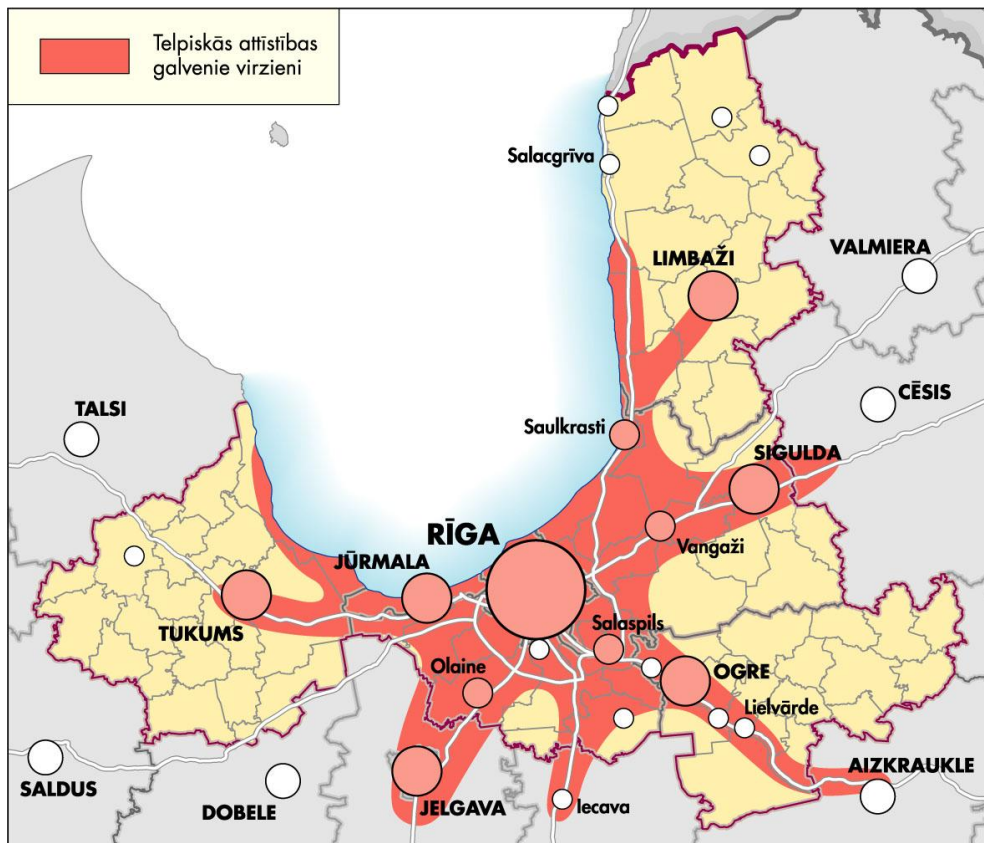 Telpiskās attīstības
galvenie virzieni
Salacgrīva
LIMBAŽI
VALMIERA
TALSI
CĒSIS
Saulkrasti
SIGULDA
RĪGA
JŪRMALA
Vangaži
TUKUMS
Salaspils
Olaine
OGRE
Lielvārde
SALDUS
DOBELE
JELGAVA
Iecava
AIZKRAUKLE